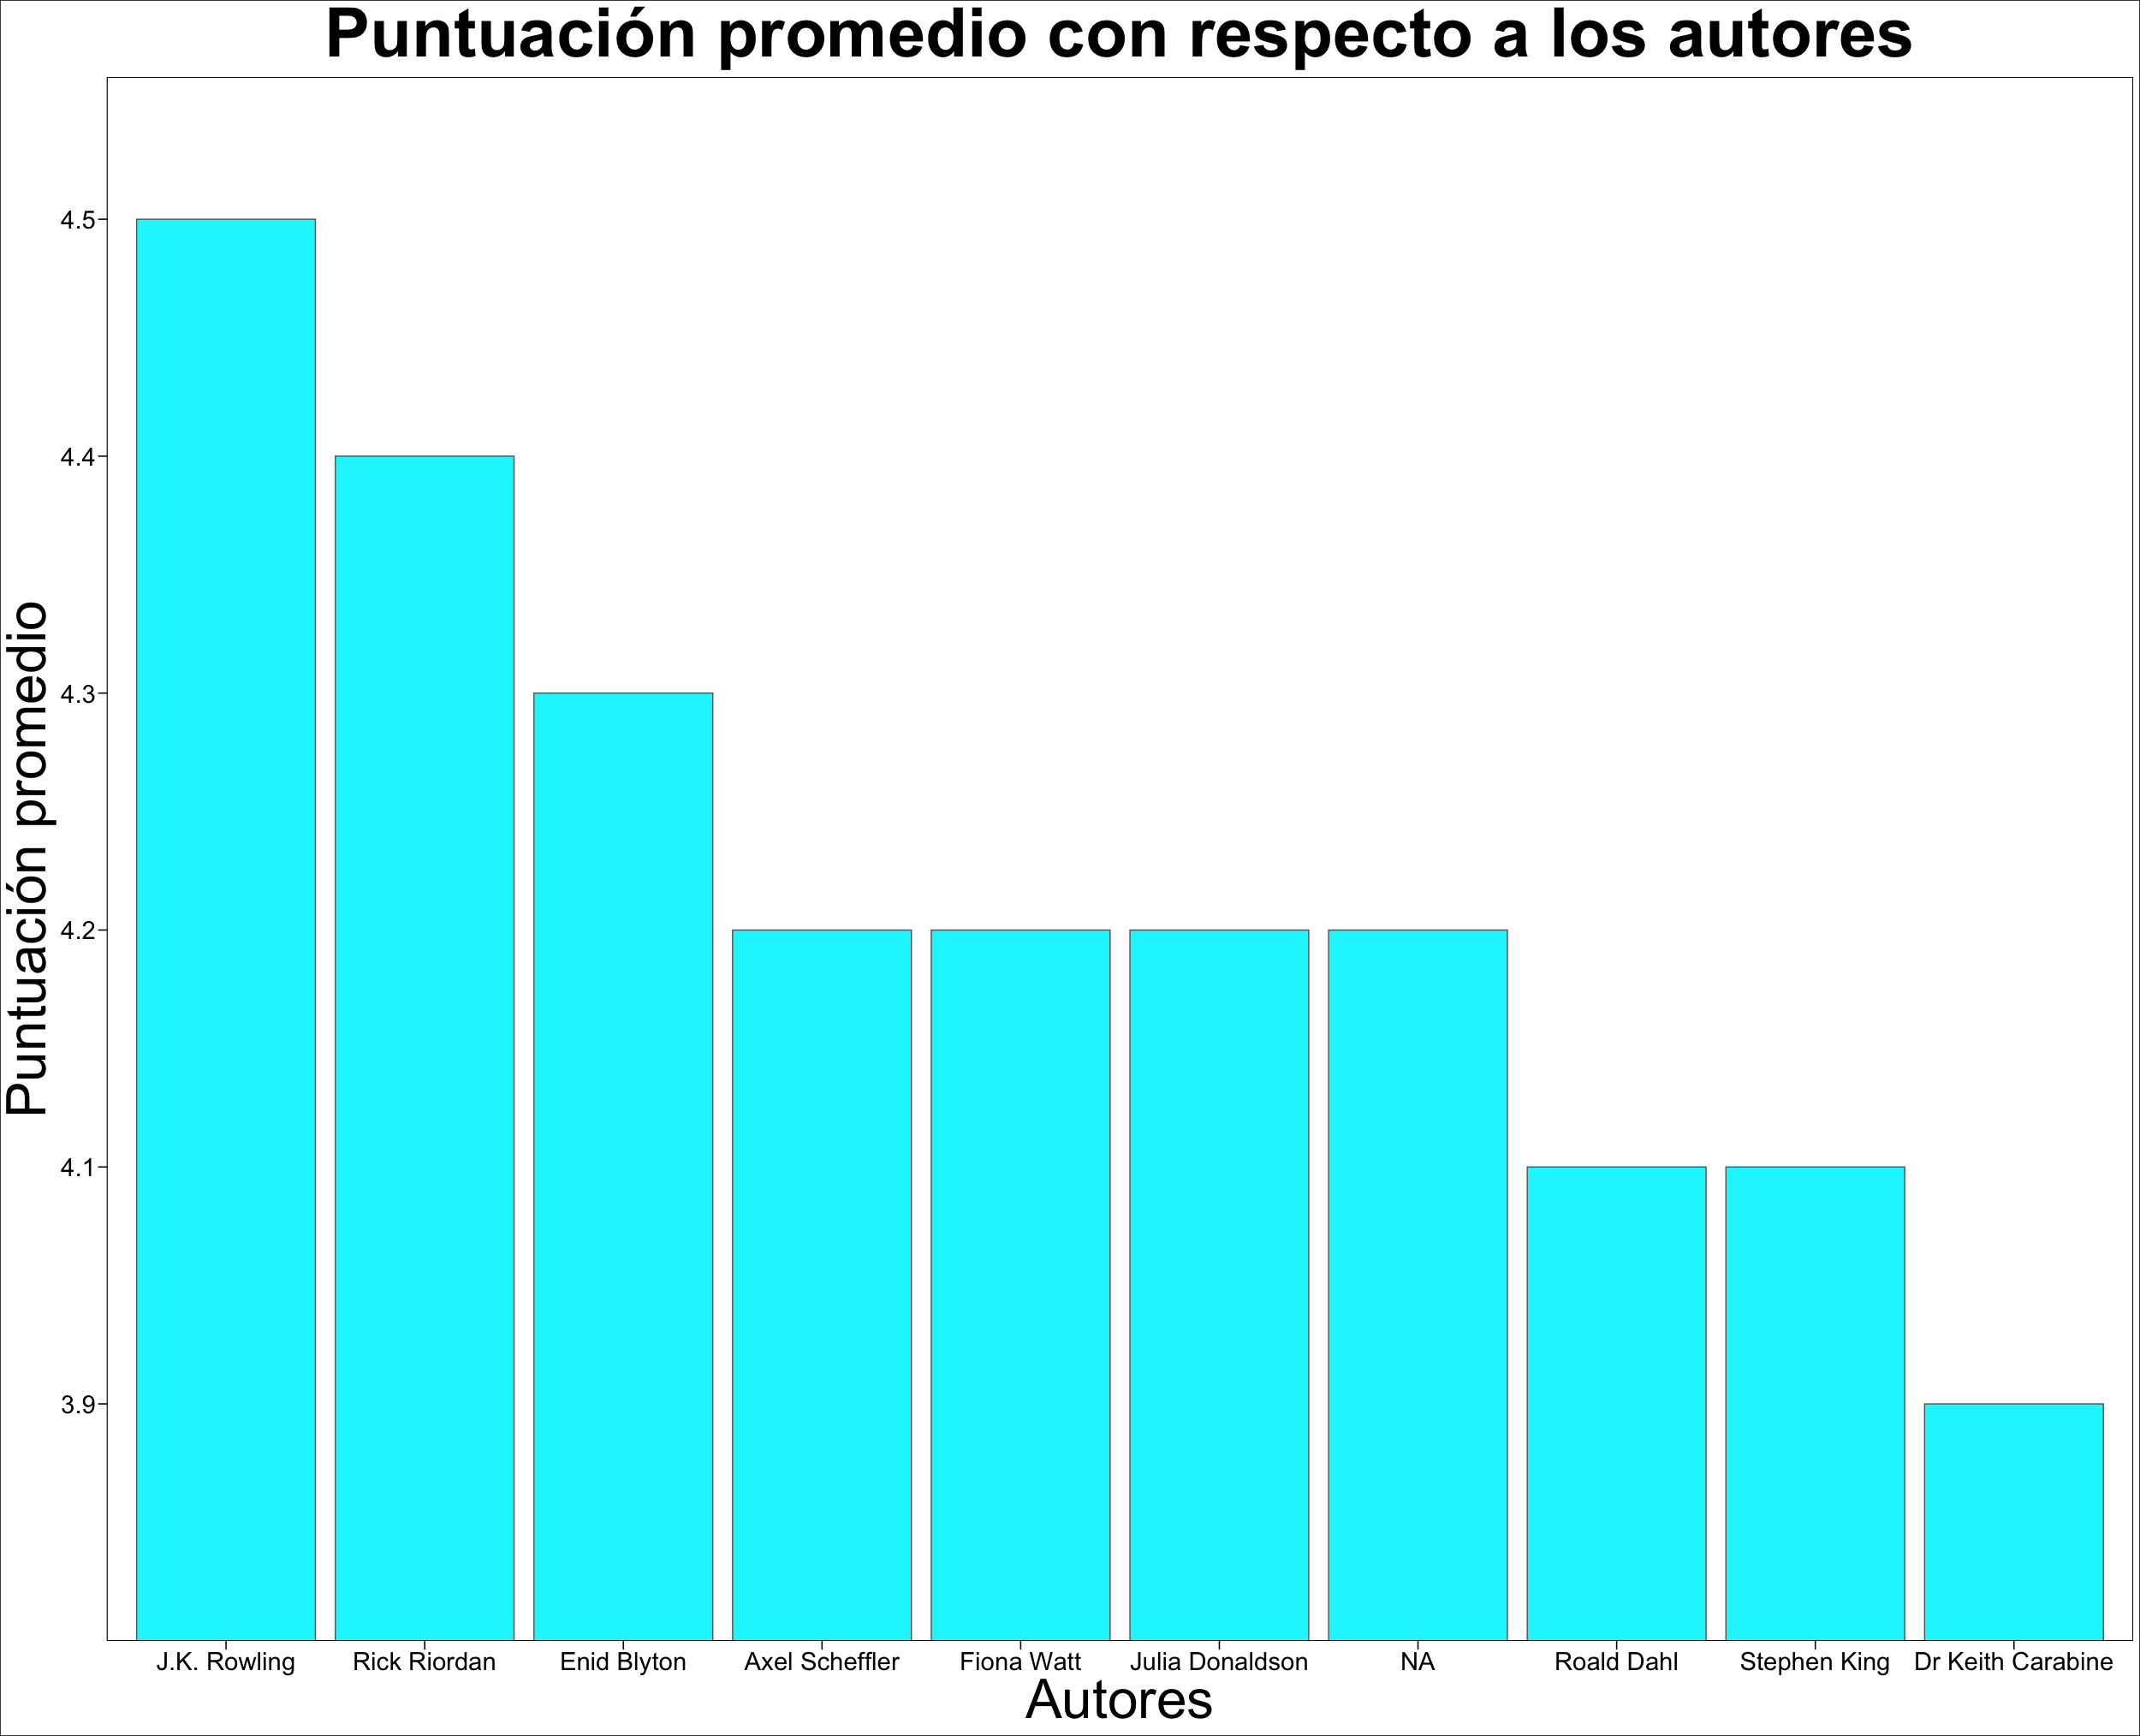 Puntuación promedio con respecto a los autores
Puntuación promedio
4.5
4.4
4.3
4.2
4.1
3.9
J.K. Rowling Rick Riordan Enid Blyton Axel Scheffler Fiona Watt Julia Donaldson NA Roald Dahl Stephen King Dr Keith Carabine
Autores